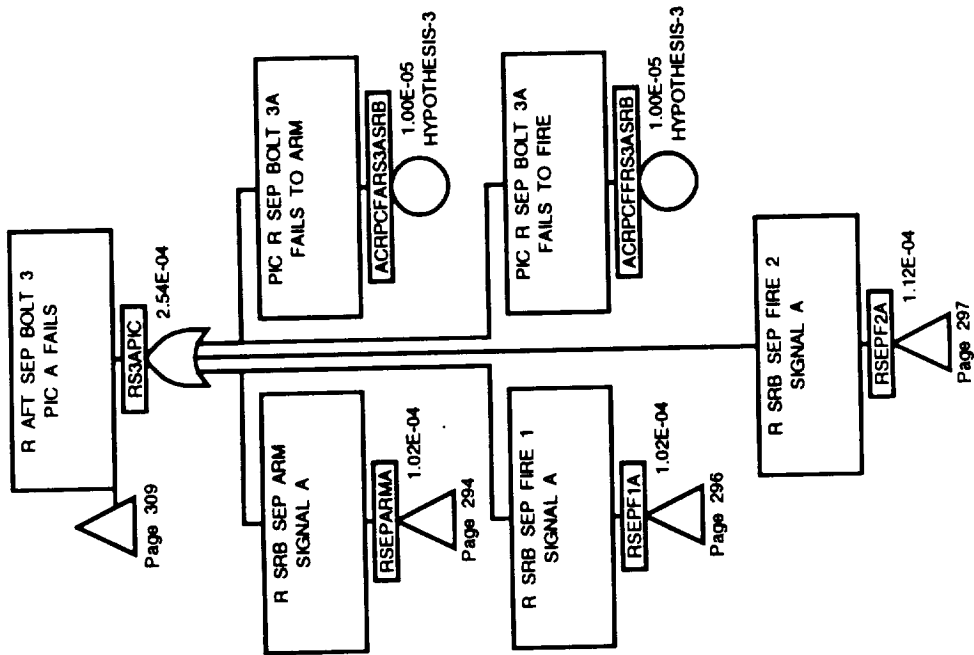 R AFT SEP BOLT 3
PIC A FAILS
RS3APIC
2.54E-04
Page 309
R SRB SEP ARM
SIGNAL A
RSEPARMA
1.02E-04
Page 294
PIC R SEP BOLT 3A
FAILS TO ARM
ACRPCFARS3ASRB
1.00E-05
HYPOTHESIS-3
R SRB SEP FIRE 1
SIGNAL A
RSEPF1A
1.02E-04
Page 296
PIC R SEP BOLT 3A
FAILS TO FIRE
ACRPCFFRS3ASRB
1.00E-05
HYPOTHESIS-3
R SRB SEP FIRE 2
SIGNAL A
RSEPF2A
1.12E-04
Page 297